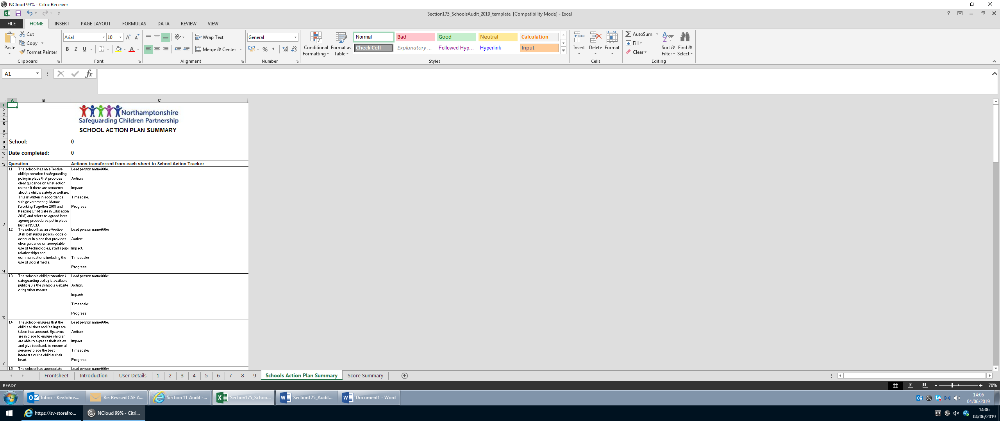 NCloud 99% - Citrix Receiver
Section175_SchoolsAudit_2019_template [Compatibility Mode] - Excel
FILE HOME INSERT PAGE LAYOUT FORMULAS DATA REVIEW VIEW
Paste
Cut
Copy
Format Painter
Clipboard
Arial 10
B I U
Font
Wrap Text
Merge & Center
Alignment
General
%
Number
Conditional Formatting
Format as Table
Normal Bad Good Neutral Calculation
Check Cell Explanatory ... Followed Hyp... Hyperlink Input
Styles
Insert Delete Format
Cells
AutoSum
Fill
Clear
Sort & Filter
Find & Select
Editing
A1
fx
A B C
1
2
3
4
5
6
7
8
9
10
11
12
13
14
15
16
Northamptonshire
Safeguarding Children Partnership
SCHOOL ACTION PLAN SUMMARY
School: 0
Date completed: 0
Question Actions transferred from each sheet to School Action Tracker
1.1
The school has an effective
child protection / safeguarding
policy in place that provides
clear guidance on what action
to take if there are concerns
about a child's safety or welfare.
This is written in accordance
with government guidance
(Working Together 2018 and
Keeping Child Safe in Education
2018) and refers to agreed inter
agency procedures put in place
by the NSCB.
Lead person name/title:
Action:
Impact:
Timescale:
Progress:
1.2
The school has an effective
staff behaviour policy / code of
conduct in place that provides
clear guidance on acceptable
use of technologies, staff / pupil
relationships and
communications including the
use of social media.
Lead person name/title:
Action:
Impact:
Timescale:
Progress:
1.3
The schools child protection /
safeguarding policy is available
publicly via the schools website
or by other means.
Lead person name/title:
Action:
Impact:
Timescale:
Progress:
1.4
The school ensures that the
child's wishes and feelings are
taken into account. Systems
are in place to ensure children
are able to express their views
and give feedback to ensure all
services place the best
interests of the child at their
heart.
Lead person name/title:
Action:
Impact:
Timescale:
Progress:
1.5 The school has appropriate Lead person name/title:
Frontsheet Introduction User Details 1 2 3 4 5 6 7 8 9 Schools Action Plan Summary Score Summary
READY 70%
Inbox - KevJohns... Re: Revised CSE A... Section 11 Audit -... Section175_Schoo... Section175_Audit... Document1 - Word
14:06
04/06/2019
https://sv-storefro... NCloud 99% - Citri...
14:06
04/06/2019